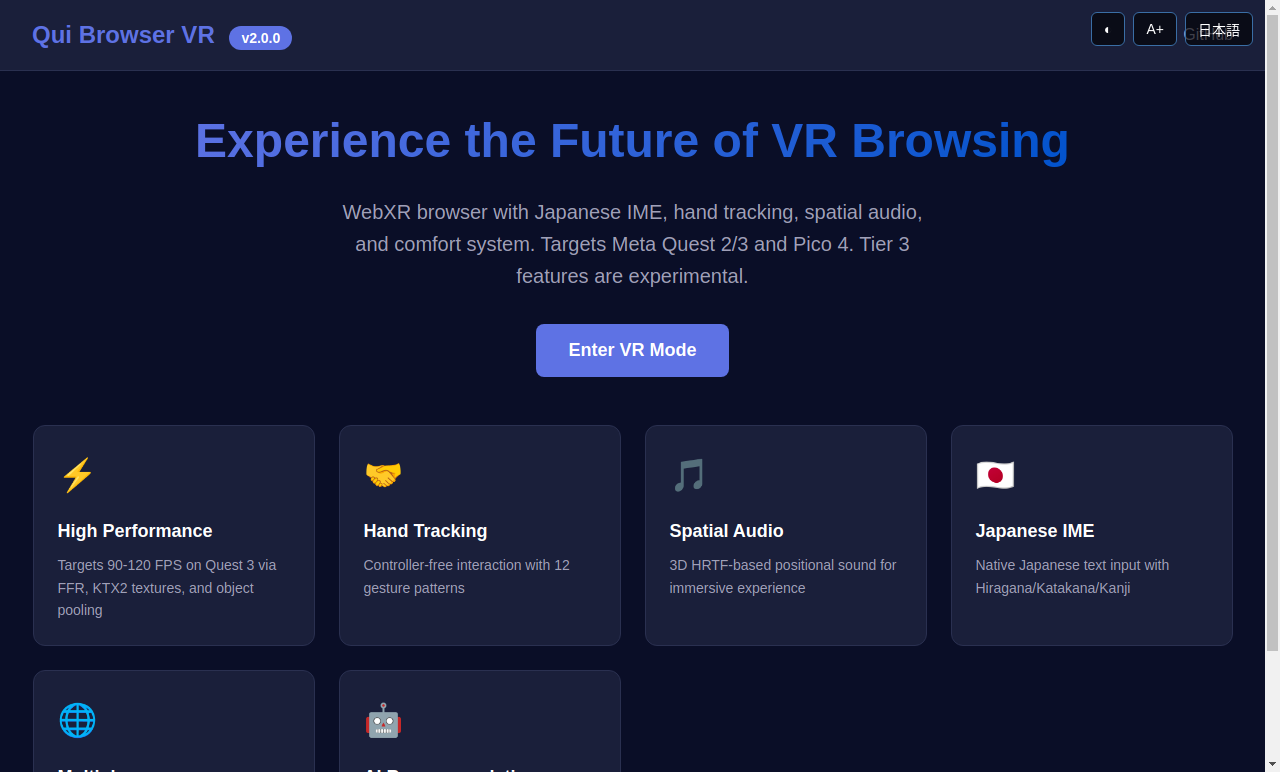 Qui Browser VR v2.0.0
A+ 日本語
GitHub
Experience the Future of VR Browsing
WebXR browser with Japanese IME, hand tracking, spatial audio,
and comfort system. Targets Meta Quest 2/3 and Pico 4. Tier 3
features are experimental.
Enter VR Mode
High Performance
Targets 90-120 FPS on Quest 3 via
FFR, KTX2 textures, and object
pooling
Hand Tracking
Controller-free interaction with 12
gesture patterns
Spatial Audio
3D HRTF-based positional sound for
immersive experience
Japanese IME
Native Japanese text input with
Hiragana/Katakana/Kanji